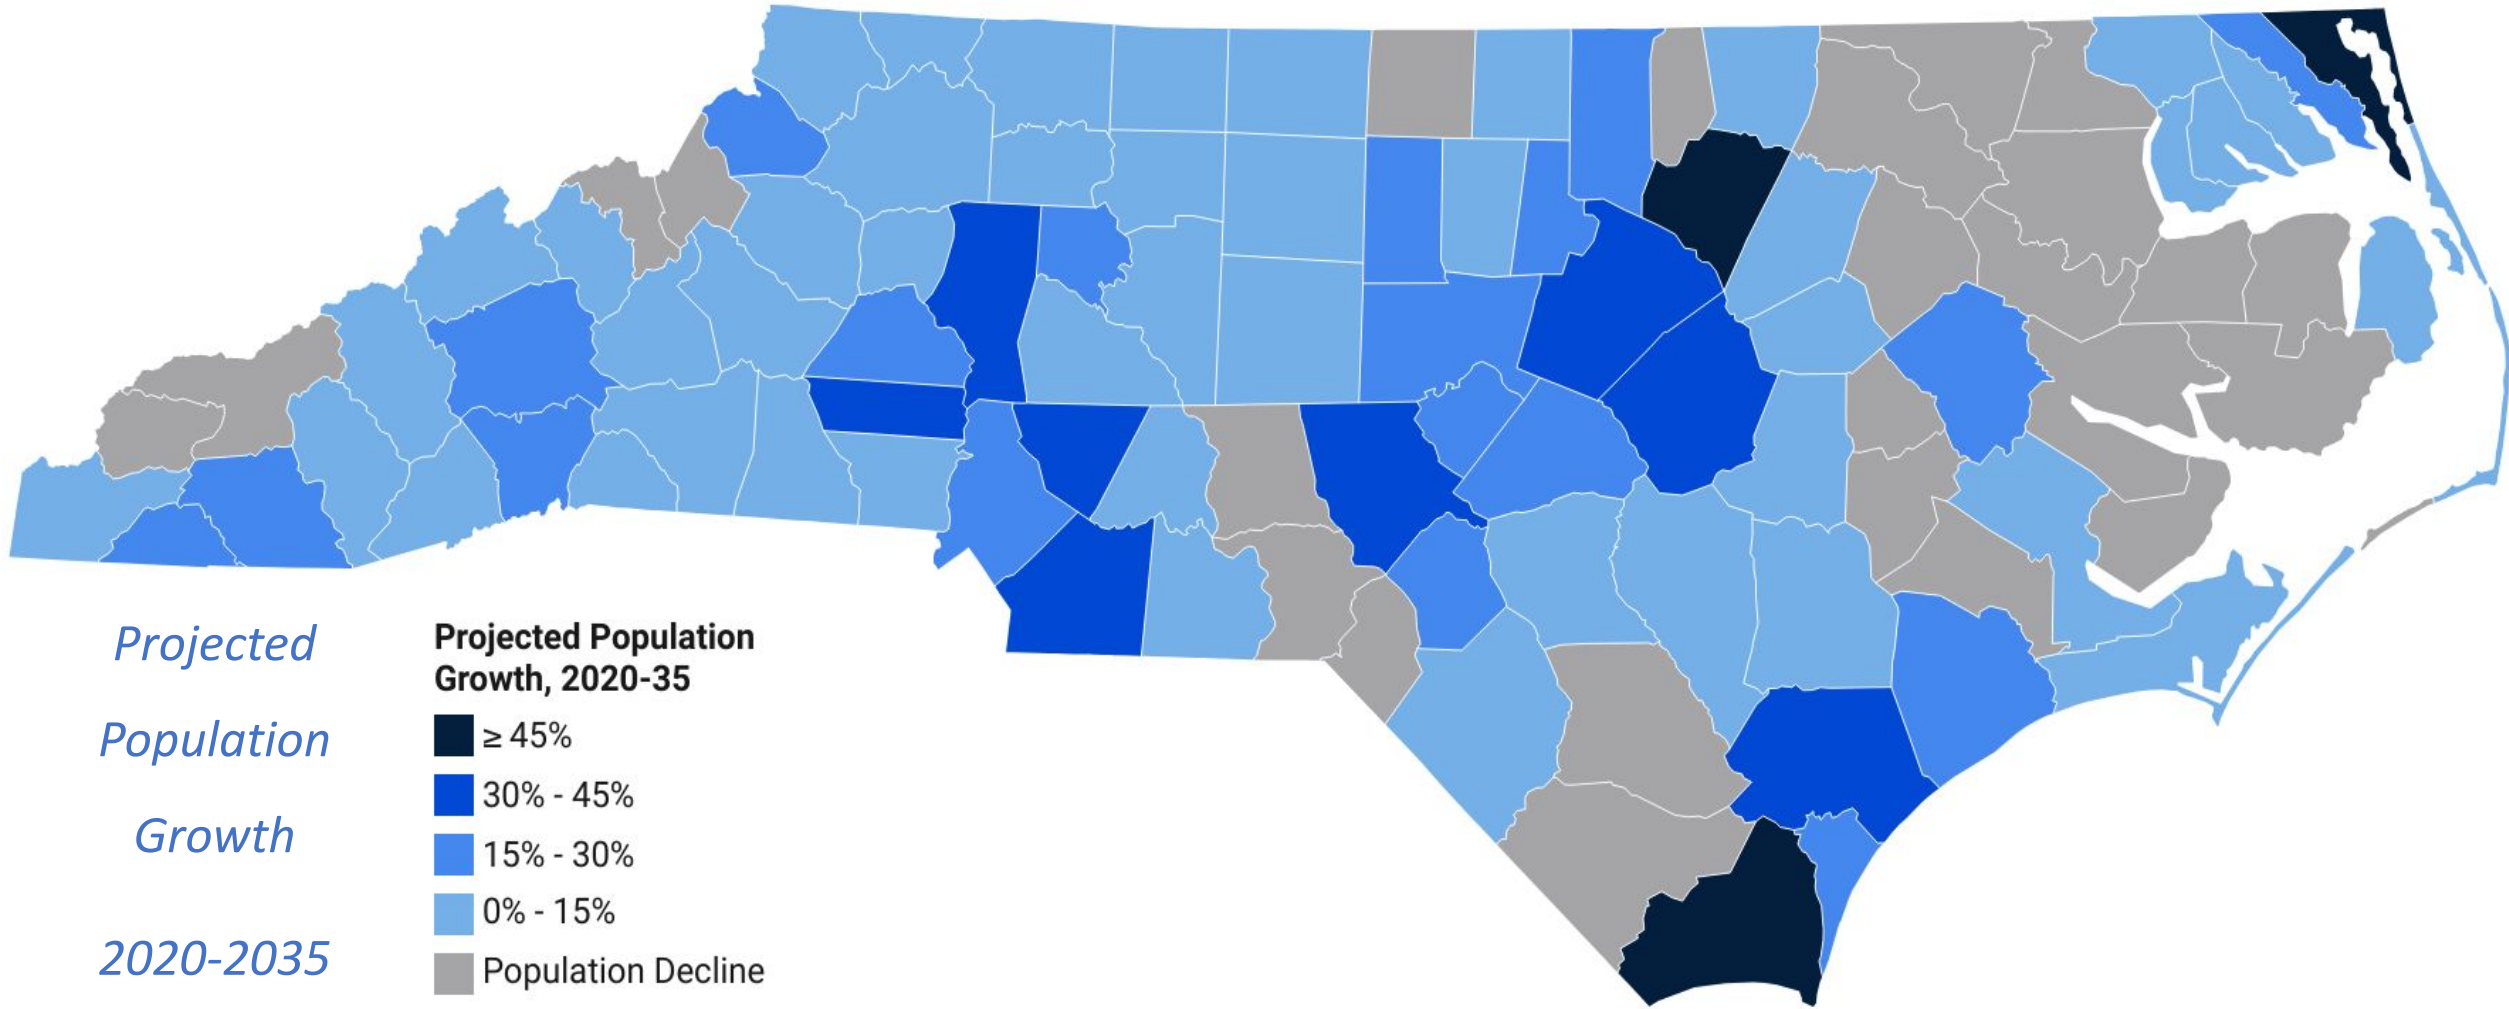 Projected
Population
Growth
2020-2035
Projected Population
Growth, 2020-35
≥ 45%
30% - 45%
15% - 30%
0% - 15%
Population Decline